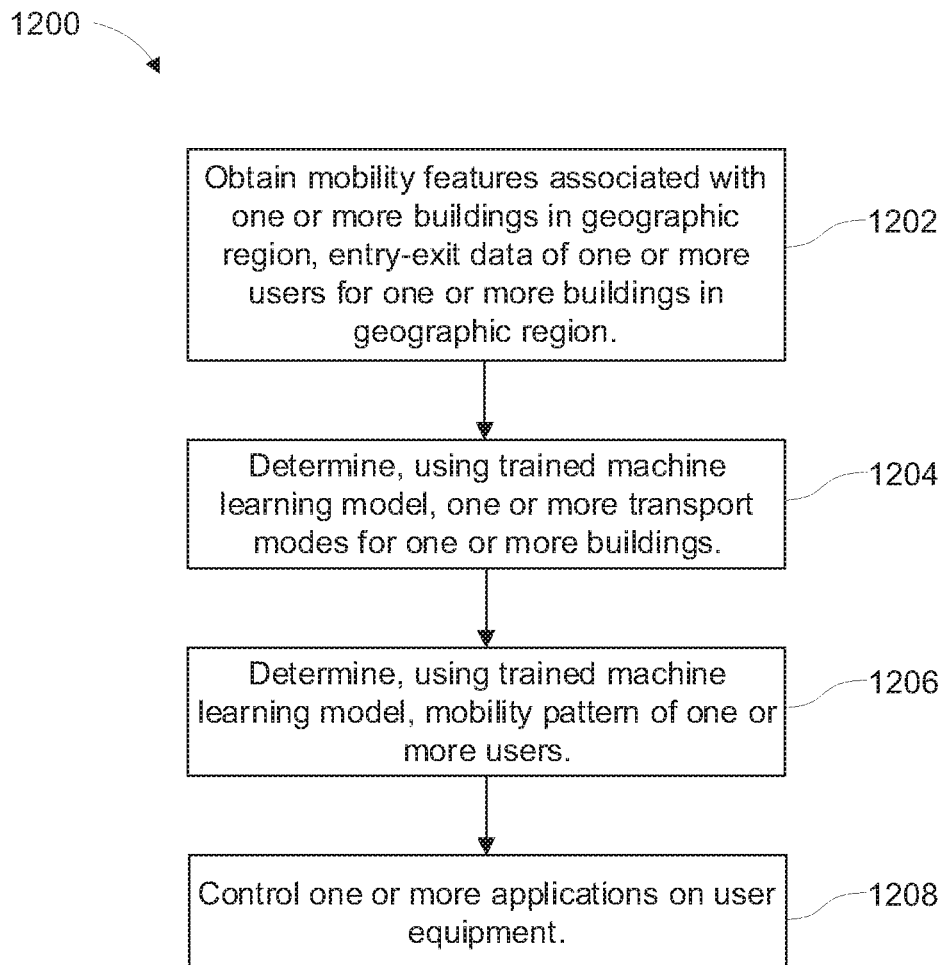 1200
Obtain mobility features associated with
one or more buildings in geographic
region, entry-exit data of one or more
users for one or more buildings in
geographic region.
1202
Determine, using trained machine
learning model, one or more transport
modes for one or more buildings.
1204
Determine, using trained machine
learning model, mobility pattern of one or
more users.
1206
Control one or more applications on user
equipment.
1208